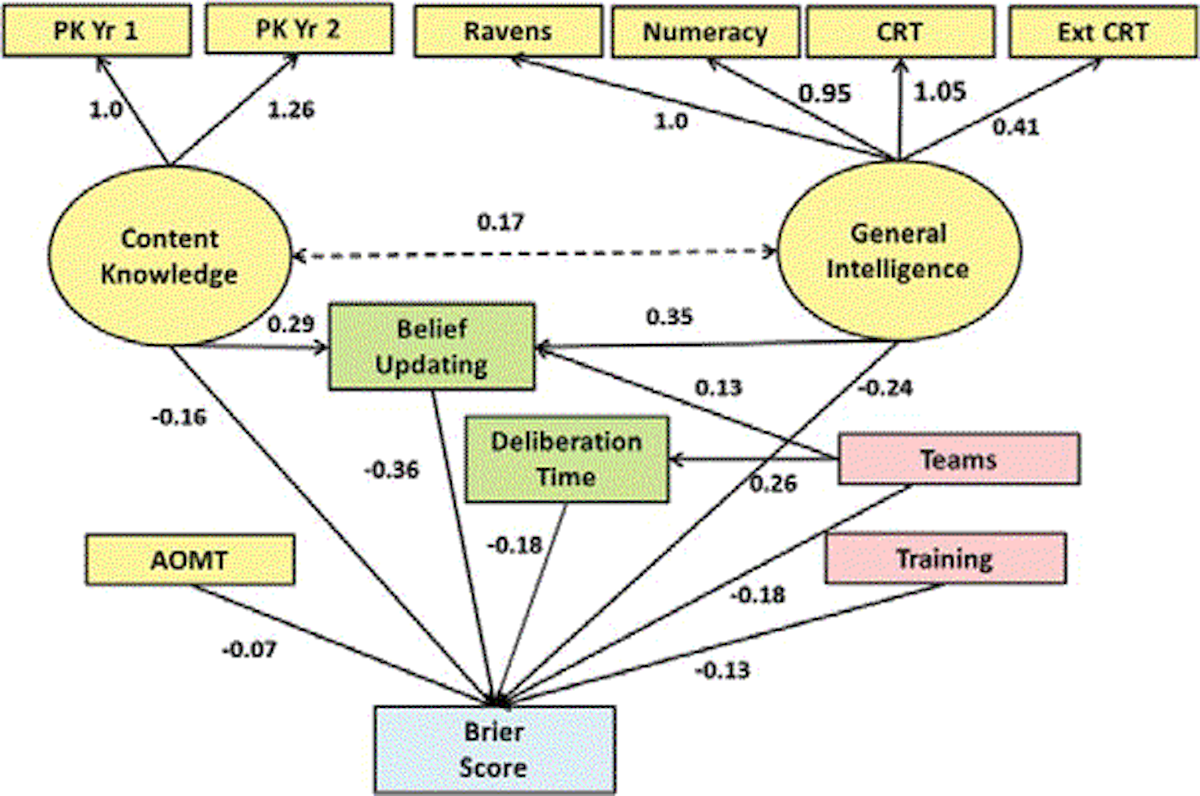 PK Yr 1
PK Yr 2
Ravens
Numeracy
CRT
Ext CRT
1.0
1.26
1.0
0.95
1.05
0.41
Content
Knowledge
0.17
General
Intelligence
0.29
Belief
Updating
0.35
0.13
-0.24
-0.16
-0.36
Deliberation
Time
0.26
Teams
AOMT
-0.18
Training
-0.18
-0.07
-0.13
Brier
Score